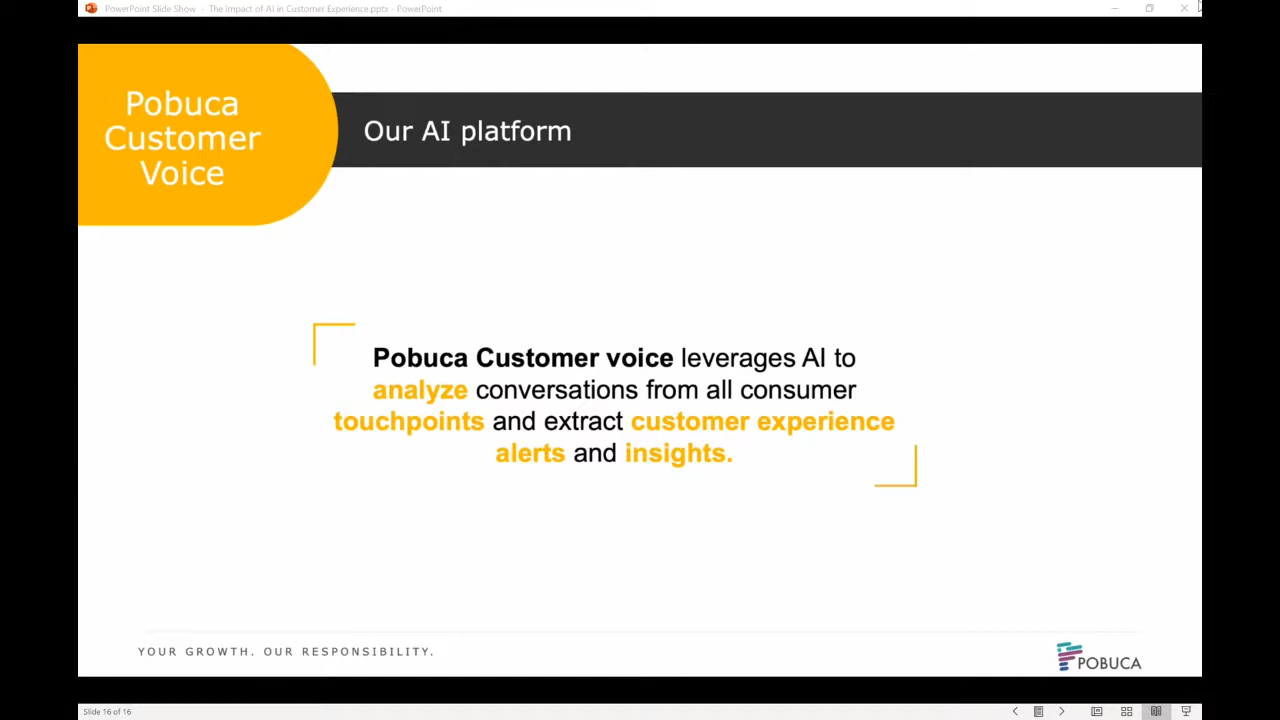 PowerPoint Slide Show - The Impact of AI in Customer Experience.pptx - PowerPoint
Pobuca
Customer
Voice
Our AI platform
Pobuca Customer voice leverages AI to
analyze conversations from all consumer
touchpoints and extract customer experience
alerts and insights.
YOUR GROWTH. OUR RESPONSIBILITY.
POBUCA
Slide 16 of 16